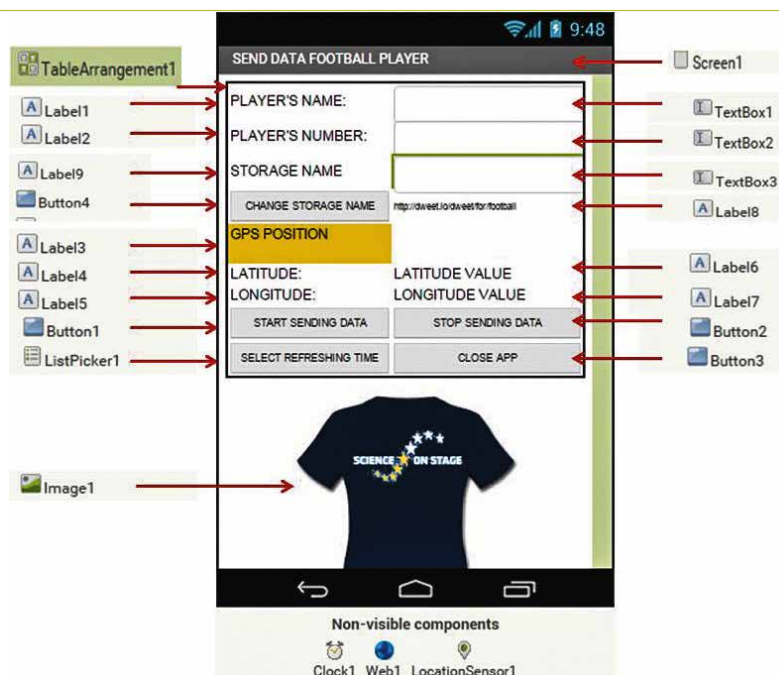 9:48
SEND DATA FOOTBALL PLAYER
TableArrangement1
Screen1
Label1
PLAYER'S NAME:
TextBox1
Label2
PLAYER'S NUMBER:
TextBox2
Label9
STORAGE NAME
TextBox3
Button4
CHANGE STORAGE NAME
http://dweet.io/dweet/for/football
Label8
Label3
GPS POSITION
Label4
LATITUDE:
LATITUDE VALUE
Label6
Label5
LONGITUDE:
LONGITUDE VALUE
Label7
Button1
START SENDING DATA
STOP SENDING DATA
Button2
ListPicker1
SELECT REFRESHING TIME
CLOSE APP
Button3
SCIENCE ON STAGE
Image1
Non-visible components
Clock1 Web1 LocationSensor1